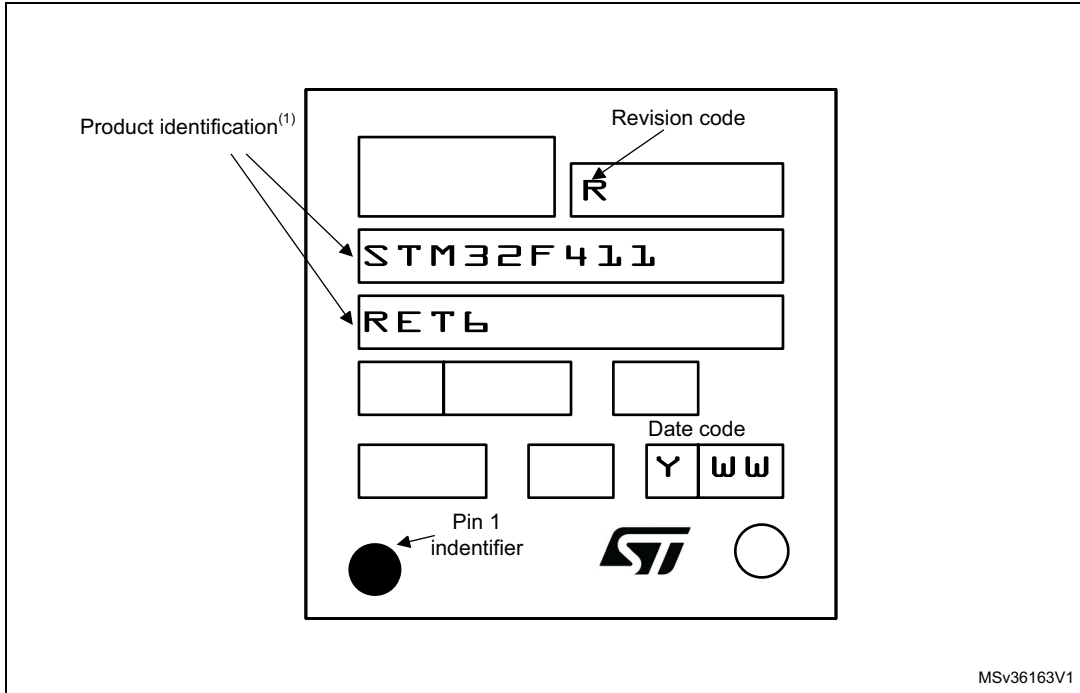 Revision code
Product identification(1)
R
STM32F411
RET6
Date code
Y WW
Pin 1
indentifier
ST
MSv36163V1